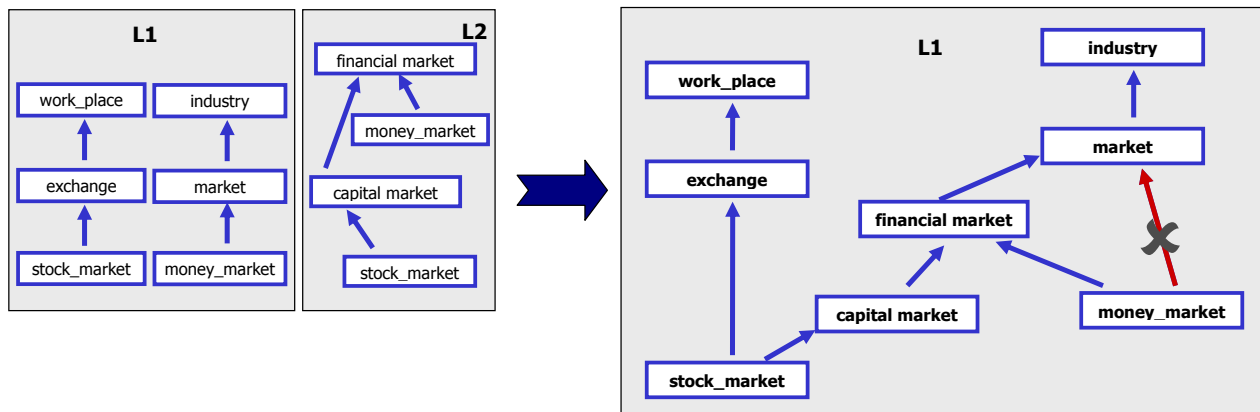 L1
work_place
industry
exchange
market
stock_market
money_market
L2
financial market
money_market
capital market
stock_market
L1
industry
work_place
market
exchange
financial market
capital market
money_market
stock_market